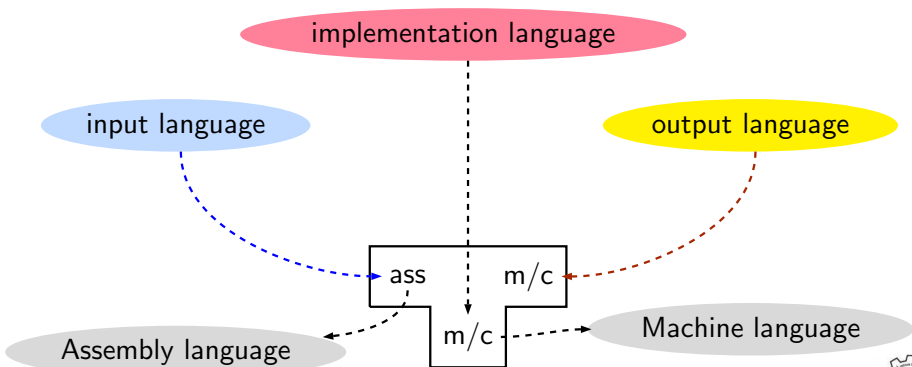 implementation language
input language
output language
ass
m/c
m/c
Machine language
Assembly language